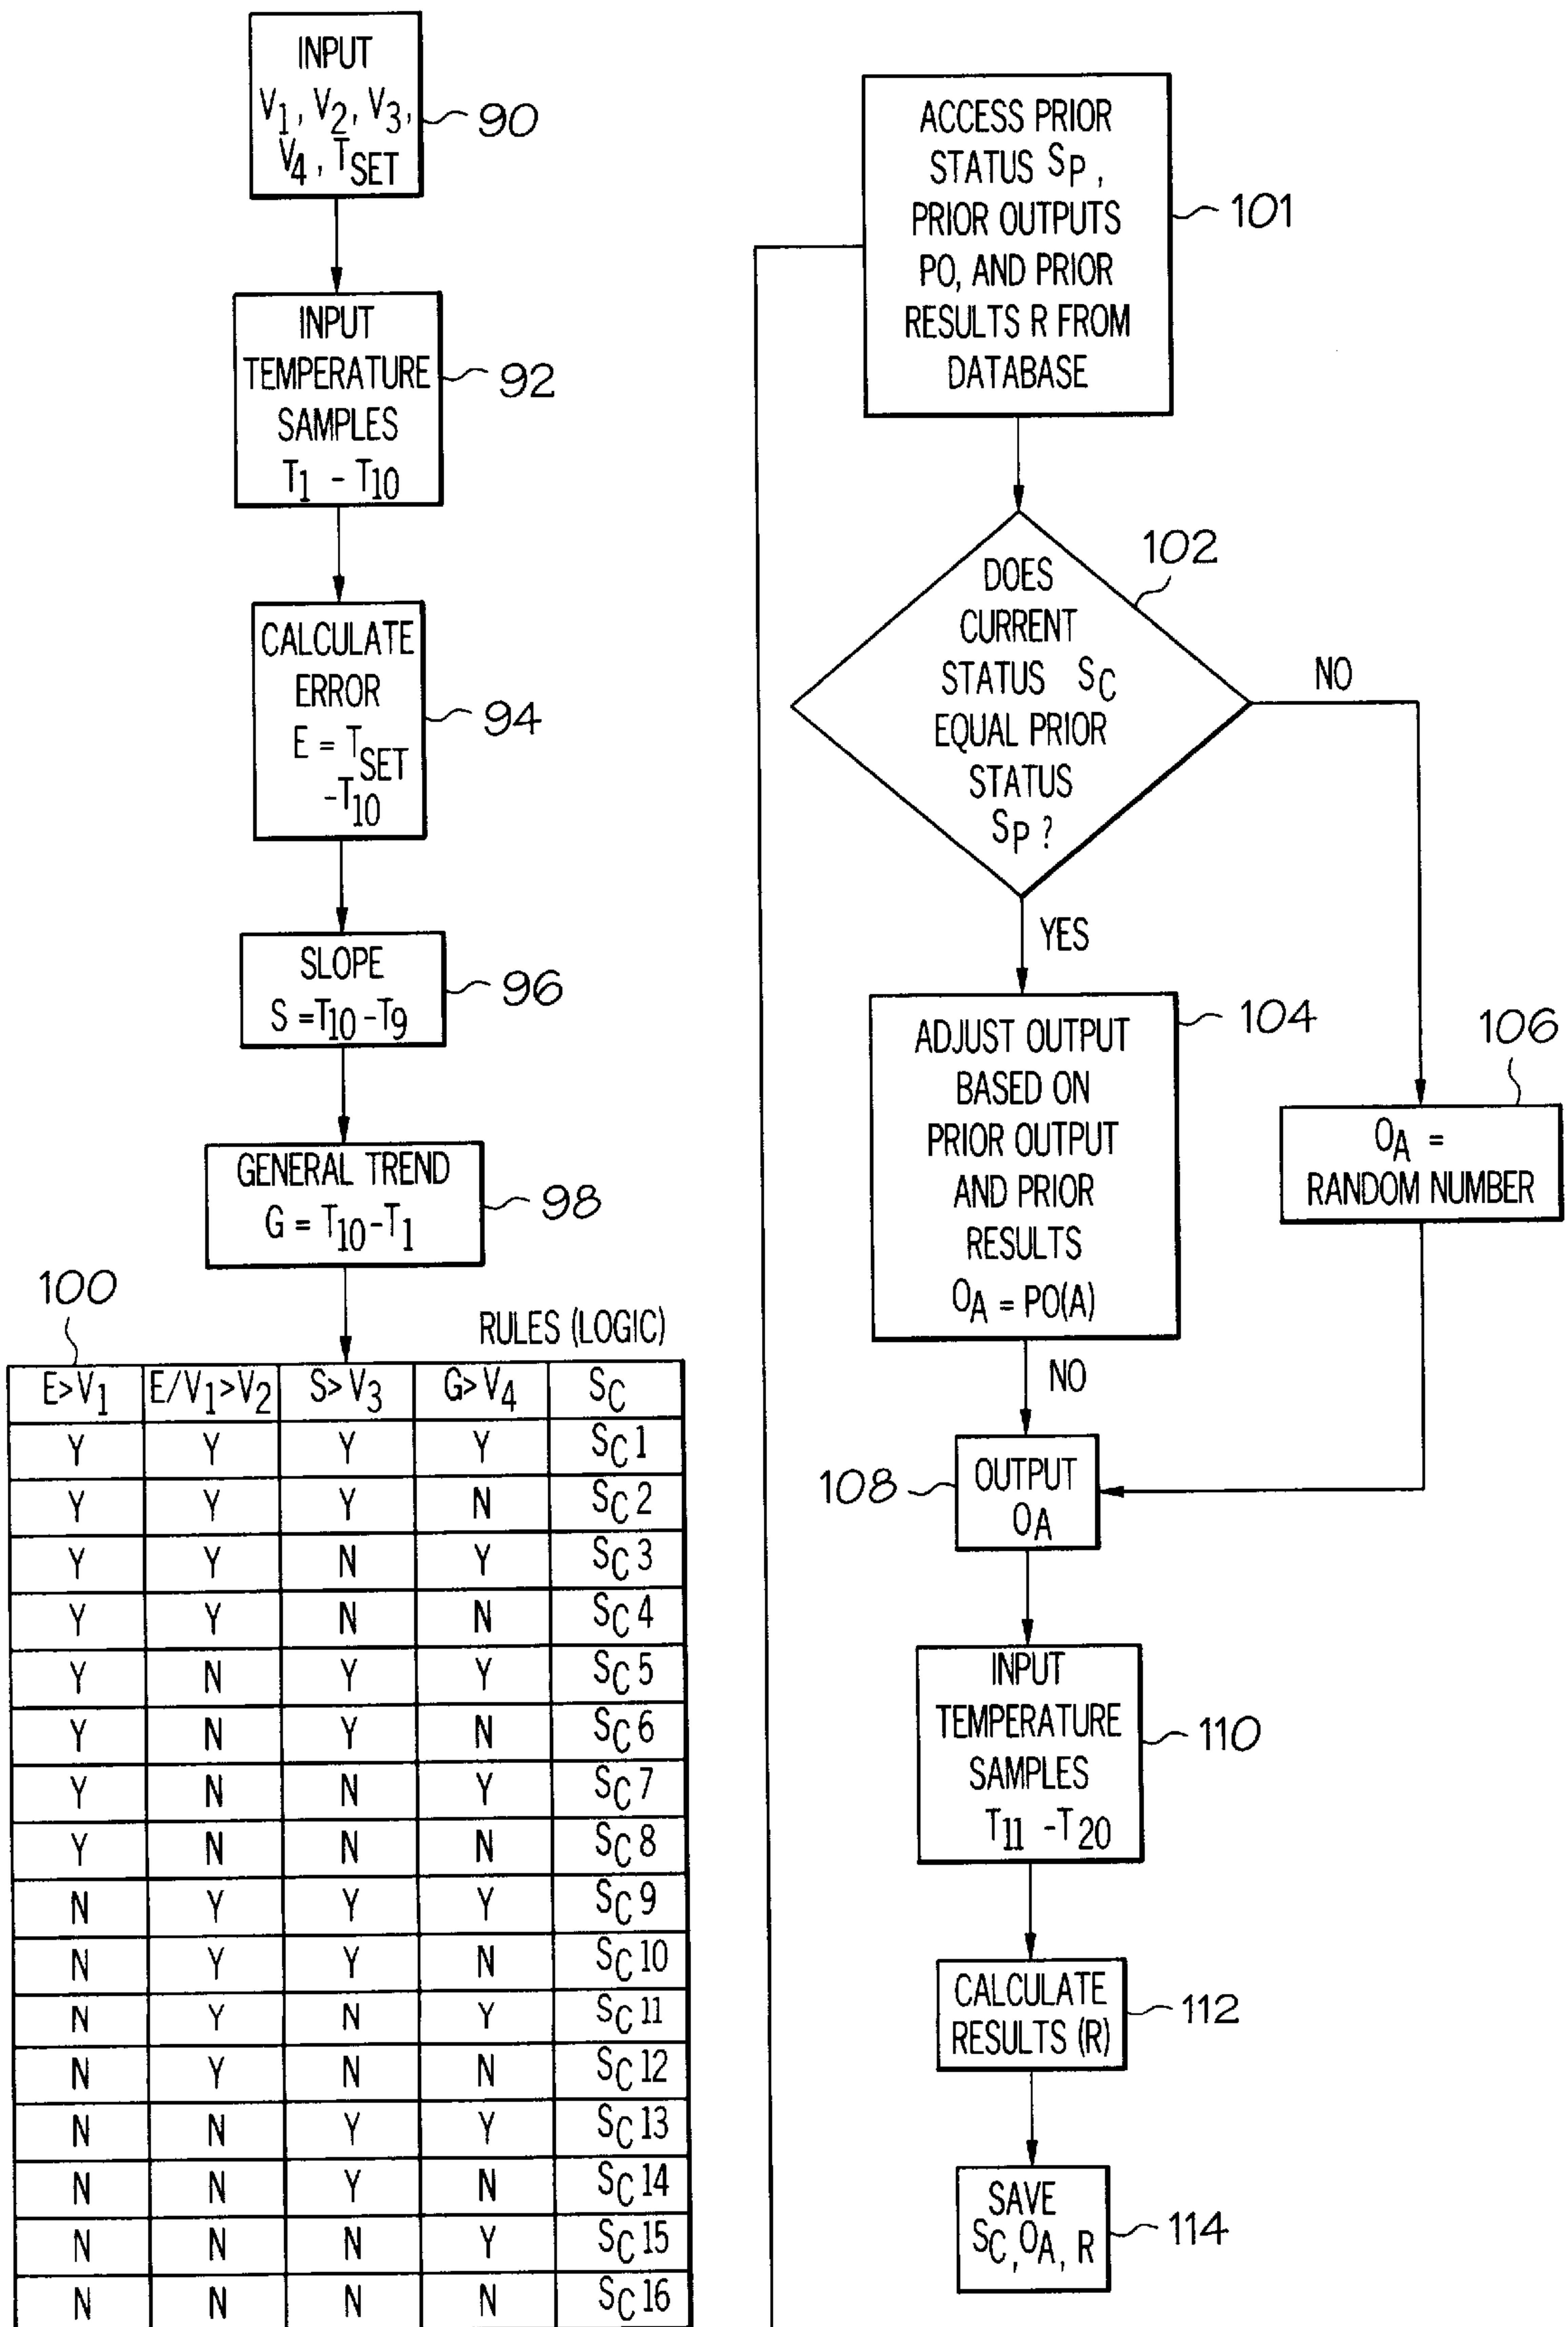 INPUT
V1, V2, V3,
V4, TSET
90
INPUT
TEMPERATURE
SAMPLES
T1 - T10
92
CALCULATE
ERROR
E = TSET
-T10
94
SLOPE
S = T10 - T9
96
GENERAL TREND
G = T10 - T1
98
100
RULES (LOGIC)
E>V1 E/V1>V2 S>V3 G>V4 SC
Y Y Y Y SC1
Y Y Y N SC2
Y Y N Y SC3
Y Y N N SC4
Y N Y Y SC5
Y N Y N SC6
Y N N Y SC7
Y N N N SC8
N Y Y Y SC9
N Y Y N SC10
N Y N Y SC11
N Y N N SC12
N N Y Y SC13
N N Y N SC14
N N N Y SC15
N N N N SC16
ACCESS PRIOR
STATUS SP,
PRIOR OUTPUTS
PO, AND PRIOR
RESULTS R FROM
DATABASE
101
DOES
CURRENT
STATUS SC
EQUAL PRIOR
STATUS
SP ?
102
NO
YES
ADJUST OUTPUT
BASED ON
PRIOR OUTPUT
AND PRIOR
RESULTS
OA = PO(A)
104
106
OA =
RANDOM NUMBER
NO
108
OUTPUT
OA
INPUT
TEMPERATURE
SAMPLES
T11 - T20
110
CALCULATE
RESULTS (R)
112
SAVE
SC, OA, R
114